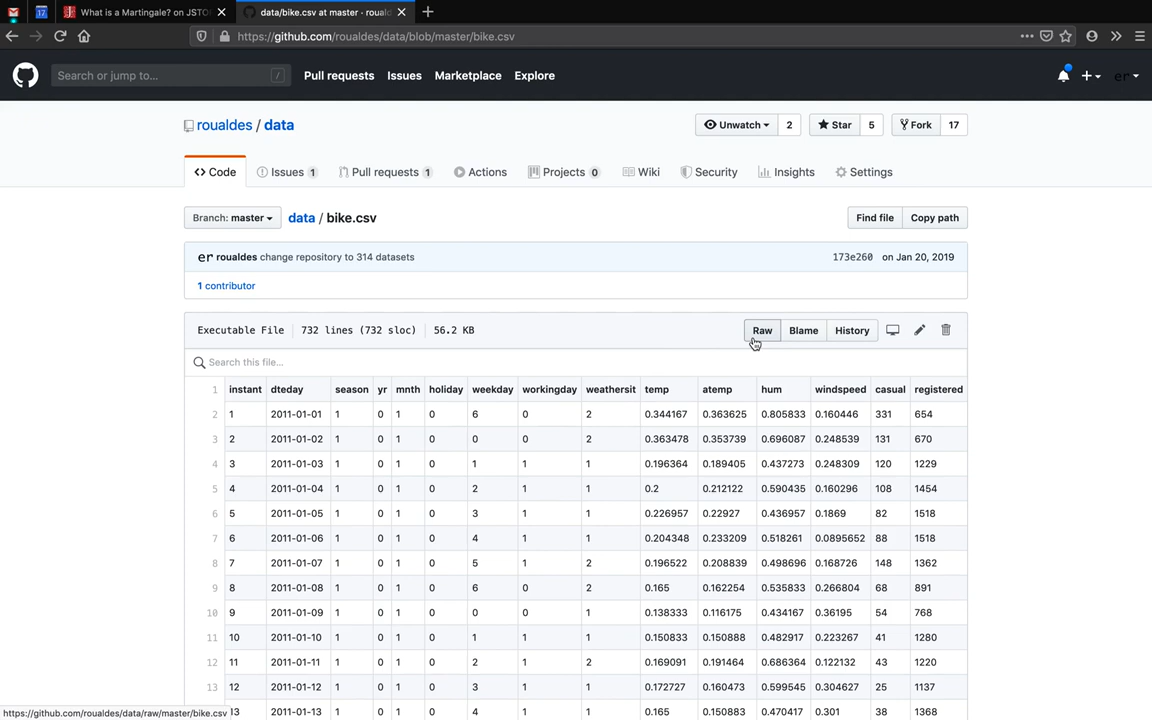 What is a Martingale? on JSTO
data/bike.csv at master · rouald
https://github.com/roualdes/data/blob/master/bike.csv
Search or jump to... /
Pull requests Issues Marketplace Explore
er
roualdes / data
Unwatch 2 Star 5 Fork 17
Code Issues 1 Pull requests 1 Actions Projects 0 Wiki Security Insights Settings
Branch: master data / bike.csv Find file Copy path
er roualdes change repository to 314 datasets 173e260 on Jan 20, 2019
1 contributor
Executable File 732 lines (732 sloc) 56.2 KB Raw Blame History
Search this file...
1 instant dteday season yr mnth holiday weekday workingday weathersit temp atemp hum windspeed casual registered
2 1 2011-01-01 1 0 1 0 6 0 2 0.344167 0.363625 0.805833 0.160446 331 654
3 2 2011-01-02 1 0 1 0 0 0 2 0.363478 0.353739 0.696087 0.248539 131 670
4 3 2011-01-03 1 0 1 0 1 1 1 0.196364 0.189405 0.437273 0.248309 120 1229
5 4 2011-01-04 1 0 1 0 2 1 1 0.2 0.212122 0.590435 0.160296 108 1454
6 5 2011-01-05 1 0 1 0 3 1 1 0.226957 0.22927 0.436957 0.1869 82 1518
7 6 2011-01-06 1 0 1 0 4 1 1 0.204348 0.233209 0.518261 0.0895652 88 1518
8 7 2011-01-07 1 0 1 0 5 1 2 0.196522 0.208839 0.498696 0.168726 148 1362
9 8 2011-01-08 1 0 1 0 6 0 2 0.165 0.162254 0.535833 0.266804 68 891
10 9 2011-01-09 1 0 1 0 0 0 1 0.138333 0.116175 0.434167 0.36195 54 768
11 10 2011-01-10 1 0 1 0 1 1 1 0.150833 0.150888 0.482917 0.223267 41 1280
12 11 2011-01-11 1 0 1 0 2 1 2 0.169091 0.191464 0.686364 0.122132 43 1220
13 12 2011-01-12 1 0 1 0 3 1 1 0.172727 0.160473 0.599545 0.304627 25 1137
13 2011-01-13 1 0 1 0 4 1 1 0.165 0.150883 0.470417 0.301 38 1368
https://github.com/roualdes/data/raw/master/bike.csv